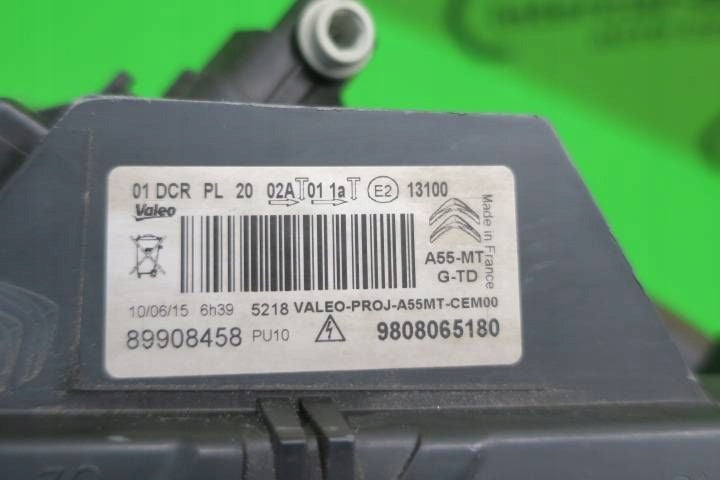 01 DCR PL 20 02A 01 1a E2 13100
Valeo
Made in France
A55-MT
G-TD
10/06/15 6h39 5218 VALEO-PROJ-A55MT-CEM00
89908458 PU10 9808065180